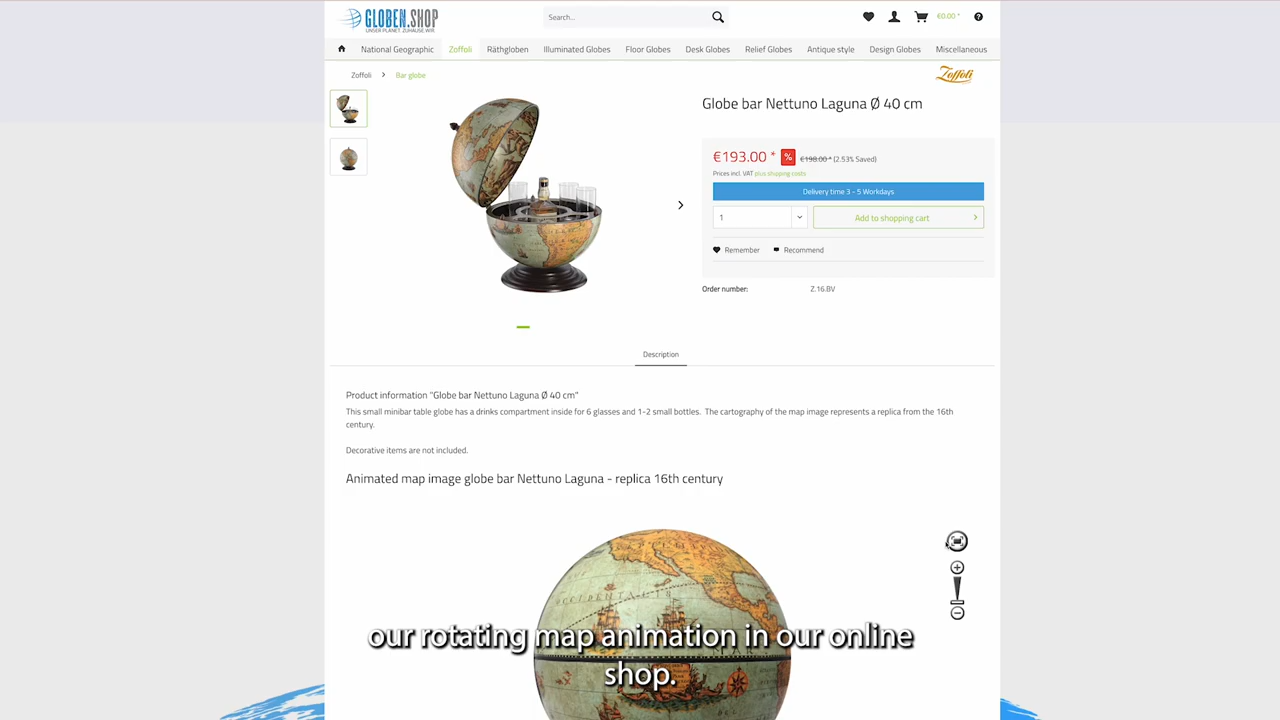 GLOBEN.SHOP
UNSER PLANET. ZUHAUSE. WIR.
Search...
€0.00 *
National Geographic Zoffoli Räthgloben Illuminated Globes Floor Globes Desk Globes Relief Globes Antique style Design Globes Miscellaneous
Zoffoli Bar globe
Zoffoli
Globe bar Nettuno Laguna Ø 40 cm
€193.00 * % €198.00 * (2.53% Saved)
Prices incl. VAT plus shipping costs
Delivery time 3 - 5 Workdays
1 Add to shopping cart
Remember Recommend
Order number: Z.16.BV
Description
Product information "Globe bar Nettuno Laguna Ø 40 cm"
This small minibar table globe has a drinks compartment inside for 6 glasses and 1-2 small bottles. The cartography of the map image represents a replica from the 16th
century.
Decorative items are not included.
Animated map image globe bar Nettuno Laguna - replica 16th century
our rotating map animation in our online
shop.